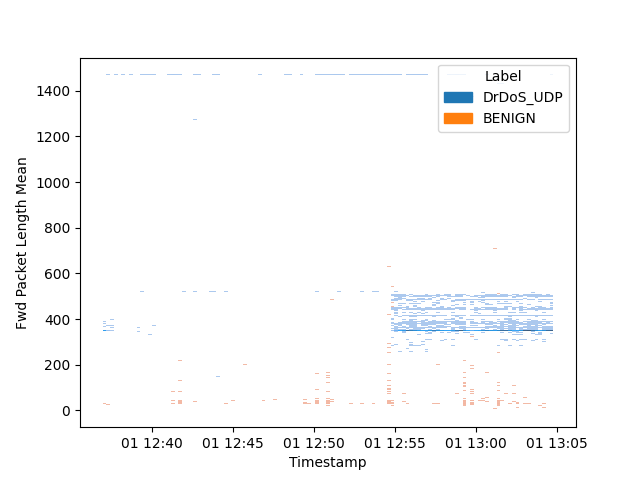 Fwd Packet Length Mean
1400
1200
1000
800
600
400
200
0
Label
DrDoS_UDP
BENIGN
01 12:40
01 12:45
01 12:50
01 12:55
01 13:00
01 13:05
Timestamp